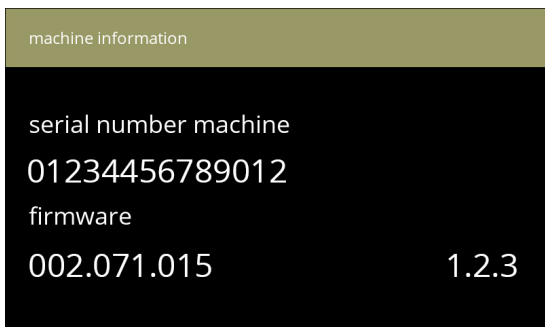 machine information
serial number machine
01234456789012
firmware
002.071.015 1.2.3